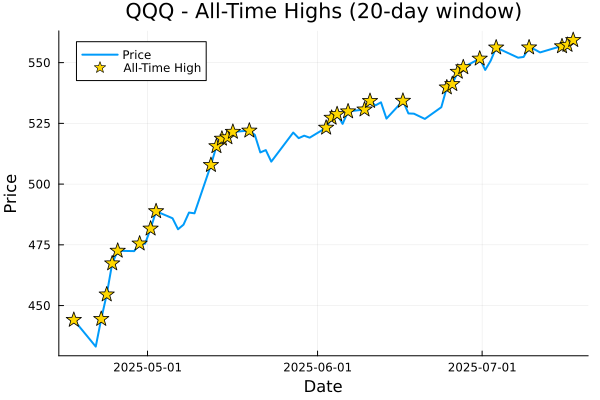 QQQ - All-Time Highs (20-day window)
Price
All-Time High
550
525
500
475
450
Price
2025-05-01
2025-06-01
2025-07-01
Date